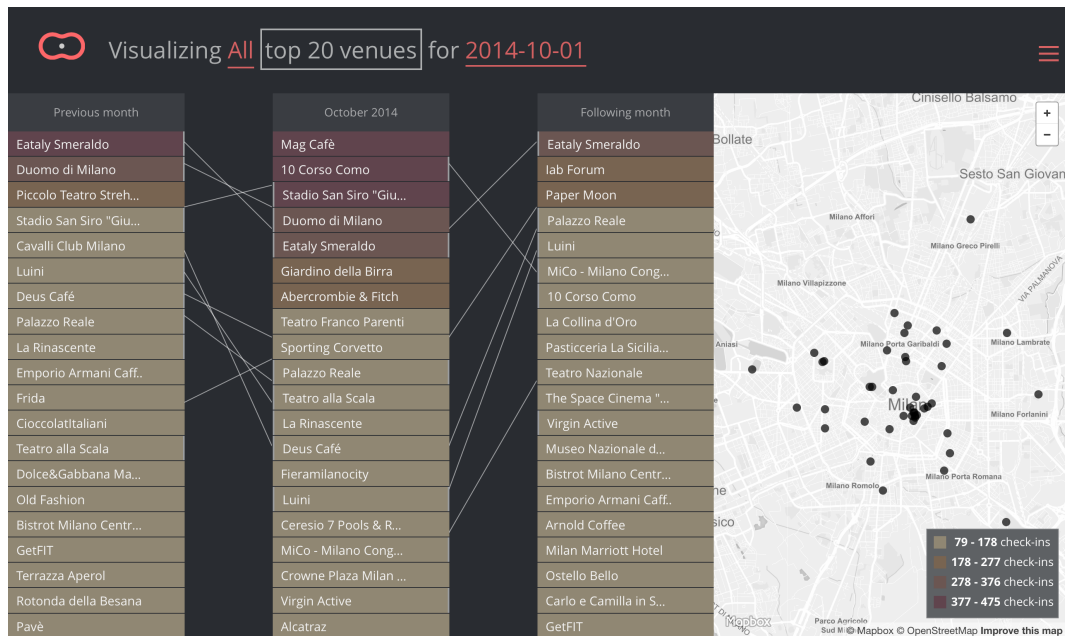 Visualizing All top 20 venues for 2014-10-01
Previous month
Eataly Smeraldo
Duomo di Milano
Piccolo Teatro Streh...
Stadio San Siro "Giu...
Cavalli Club Milano
Luini
Deus Café
Palazzo Reale
La Rinascente
Emporio Armani Caff..
Frida
CioccolatItaliani
Teatro alla Scala
Dolce&Gabbana Ma...
Old Fashion
Bistrot Milano Centr...
GetFIT
Terrazza Aperol
Rotonda della Besana
Pavè
October 2014
Mag Cafè
10 Corso Como
Stadio San Siro "Giu...
Duomo di Milano
Eataly Smeraldo
Giardino della Birra
Abercrombie & Fitch
Teatro Franco Parenti
Sporting Corvetto
Palazzo Reale
Teatro alla Scala
La Rinascente
Deus Café
Fieramilanocity
Luini
Ceresio 7 Pools & R...
MiCo - Milano Cong...
Crowne Plaza Milan ...
Virgin Active
Alcatraz
Following month
Eataly Smeraldo
Iab Forum
Paper Moon
Palazzo Reale
Luini
MiCo - Milano Cong...
10 Corso Como
La Collina d'Oro
Pasticceria La Sicilia...
Teatro Nazionale
The Space Cinema "...
Virgin Active
Museo Nazionale d...
Bistrot Milano Centr...
Emporio Armani Caff..
Arnold Coffee
Milan Marriott Hotel
Ostello Bello
Carlo e Camilla in S...
GetFIT
Cinisello Balsamo
+
−
Bollate
Sesto San Giovan
Milano Affori
Milano Greco Pirelli
VIA PALMANOVA
Milano Villapizzone
Aniasi
Milano Porta Garibaldi
Milano Lambrate
Milano
Milano Forlanini
Milano Porta Romana
Milano Romolo
ne
sico
79 - 178 check-ins
178 - 277 check-ins
278 - 376 check-ins
377 - 475 check-ins
Mapbox
Parco Agricolo
Sud Mi
© Mapbox © OpenStreetMap Improve this map